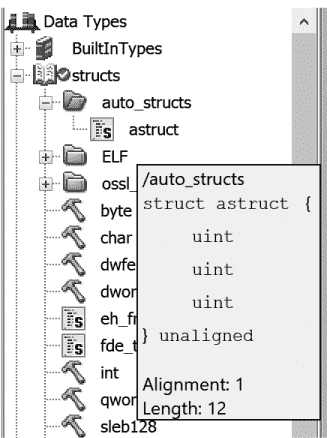 Data Types
BuiltInTypes
structs
auto_structs
astruct
ELF
ossl_
byte
char
dwfe
dwor
eh_fr
fde_t
int
qwor
sleb128
/auto_structs
struct astruct {
uint
uint
uint
} unaligned
Alignment: 1
Length: 12